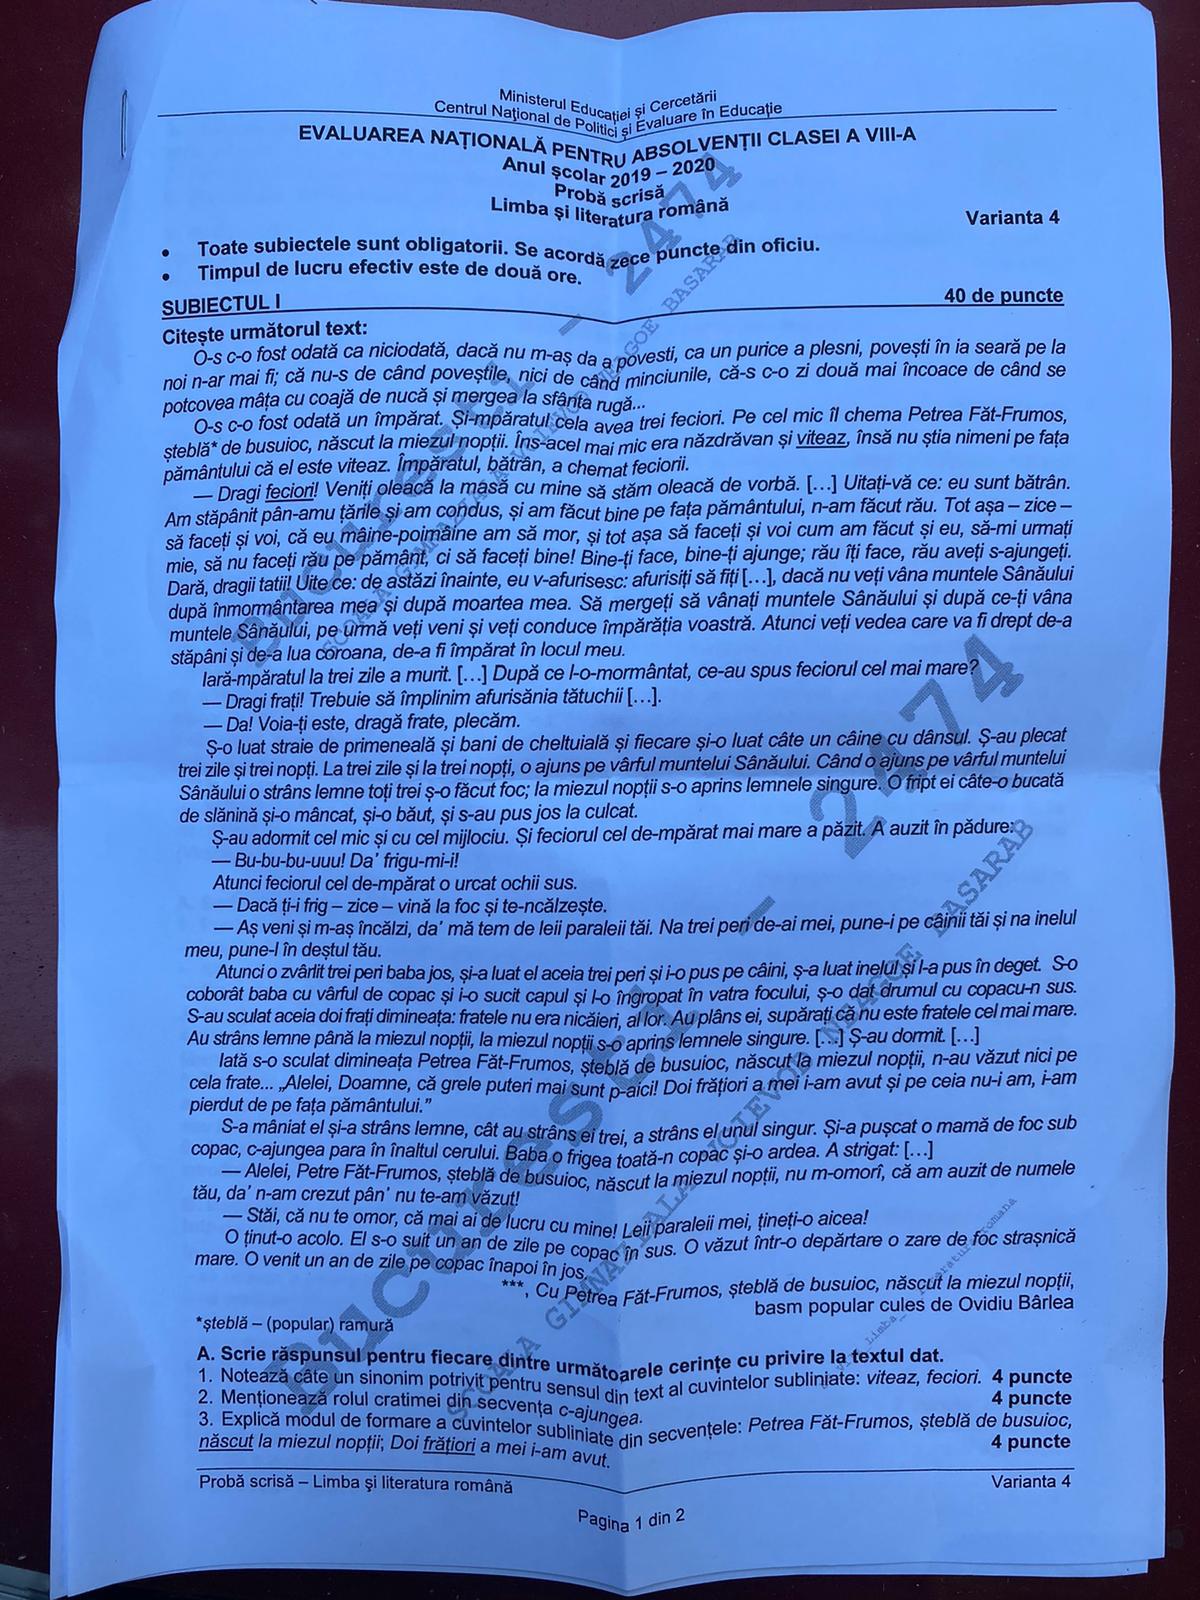 Ministerul Educației și Cercetării
Centrul Național de Politici și Evaluare în Educație
EVALUAREA NAȚIONALĂ PENTRU ABSOLVENȚII CLASEI A VIII-A
Anul școlar 2019 – 2020
Probă scrisă
Limba și literatura română
Varianta 4
• Toate subiectele sunt obligatorii. Se acordă zece puncte din oficiu.
• Timpul de lucru efectiv este de două ore.
SUBIECTUL I 40 de puncte
Citește următorul text:
O-s c-o fost odată ca niciodată, dacă nu m-aș da a povesti, ca un purice a plesni, povești în ia seară pe la
noi n-ar mai fi; că nu-s de când poveștile, nici de când minciunile, că-s c-o zi două mai încoace de când se
potcovea mâța cu coajă de nucă și mergea la sfânta rugă...
O-s c-o fost odată un împărat. Și-mpăratul cela avea trei feciori. Pe cel mic îl chema Petrea Făt-Frumos,
șteblă* de busuioc, născut la miezul nopții. Îns-acel mai mic era năzdrăvan și viteaz, însă nu știa nimeni pe fața
pământului că el este viteaz. Împăratul, bătrân, a chemat feciorii.
— Dragi feciori! Veniți oleacă la masă cu mine să stăm oleacă de vorbă. […] Uitați-vă ce: eu sunt bătrân.
Am stăpânit pân-amu țările și am condus, și am făcut bine pe fața pământului, n-am făcut rău. Tot așa – zice –
să faceți și voi, că eu mâine-poimâine am să mor, și tot așa să faceți și voi cum am făcut și eu, să-mi urmați
mie, să nu faceți rău pe pământ, ci să faceți bine! Bine-ți face, bine-ți ajunge; rău îți face, rău aveți s-ajungeți.
Dară, dragii tatii! Uite ce: de astăzi înainte, eu v-afurisesc: afurisiți să fiți […], dacă nu veți vâna muntele Sânăului
după înmormântarea mea și după moartea mea. Să mergeți să vânați muntele Sânăului și după ce-ți vâna
muntele Sânăului, pe urmă veți veni și veți conduce împărăția voastră. Atunci veți vedea care va fi drept de-a
stăpâni și de-a lua coroana, de-a fi împărat în locul meu.
Iară-mpăratul la trei zile a murit. […] După ce l-o-mormântat, ce-au spus feciorul cel mai mare?
— Dragi frați! Trebuie să împlinim afurisănia tătuchii […].
— Da! Voia-ți este, dragă frate, plecăm.
Ș-o luat straie de primeneală și bani de cheltuială și fiecare și-o luat câte un câine cu dânsul. Ș-au plecat
trei zile și trei nopți. La trei zile și la trei nopți, o ajuns pe vârful muntelui Sânăului. Când o ajuns pe vârful muntelui
Sânăului o strâns lemne toți trei ș-o făcut foc; la miezul nopții s-o aprins lemnele singure. O fript ei câte-o bucată
de slănină și-o mâncat, și-o băut, și s-au pus jos la culcat.
Ș-au adormit cel mic și cu cel mijlociu. Și feciorul cel de-mpărat mai mare a păzit. A auzit în pădure:
— Bu-bu-bu-uuu! Da' frigu-mi-i!
Atunci feciorul cel de-mpărat o urcat ochii sus.
— Dacă ți-i frig – zice – vină la foc și te-ncălzește.
— Aș veni și m-aș încălzi, da' mă tem de leii paraleii tăi. Na trei peri de-ai mei, pune-i pe câinii tăi și na inelul
meu, pune-l în deștul tău.
Atunci o zvârlit trei peri baba jos, și-a luat el aceia trei peri și i-o pus pe câini, ș-a luat inelul și l-a pus în deget. S-o
coborât baba cu vârful de copac și i-o sucit capul și l-o îngropat în vatra focului, ș-o dat drumul cu copacu-n sus.
S-au sculat aceia doi frați dimineața: fratele nu era nicăieri, al lor. Au plâns ei, supărați că nu este fratele cel mai mare.
Au strâns lemne până la miezul nopții, la miezul nopții s-o aprins lemnele singure. […] Ș-au dormit. […]
Iată s-o sculat dimineața Petrea Făt-Frumos, șteblă de busuioc, născut la miezul nopții, n-au văzut nici pe
cela frate... „Alelei, Doamne, că grele puteri mai sunt p-aici! Doi frățiori a mei i-am avut și pe ceia nu-i am, i-am
pierdut de pe fața pământului.”
S-a mâniat el și-a strâns lemne, cât au strâns ei trei, a strâns el unul singur. Și-a pușcat o mamă de foc sub
copac, c-ajungea para în înaltul cerului. Baba o frigea toată-n copac și-o ardea. A strigat: […]
— Alelei, Petre Făt-Frumos, șteblă de busuioc, născut la miezul nopții, nu m-omorî, că am auzit de numele
tău, da' n-am crezut pân' nu te-am văzut!
— Stăi, că nu te omor, că mai ai de lucru cu mine! Leii paraleii mei, țineți-o aicea!
O ținut-o acolo. El s-o suit un an de zile pe copac în sus. O văzut într-o depărtare o zare de foc strașnică
mare. O venit un an de zile pe copac înapoi în jos.
***, Cu Petrea Făt-Frumos, șteblă de busuioc, născut la miezul nopții,
basm popular cules de Ovidiu Bârlea
*șteblă – (popular) ramură
A. Scrie răspunsul pentru fiecare dintre următoarele cerințe cu privire la textul dat.
1. Notează câte un sinonim potrivit pentru sensul din text al cuvintelor subliniate: viteaz, feciori. 4 puncte
2. Menționează rolul cratimei din secvența c-ajungea. 4 puncte
3. Explică modul de formare a cuvintelor subliniate din secvențele: Petrea Făt-Frumos, șteblă de busuioc,
născut la miezul nopții; Doi frățiori a mei i-am avut. 4 puncte
Probă scrisă – Limba și literatura română Varianta 4
Pagina 1 din 2
București – 2474
București – 2474